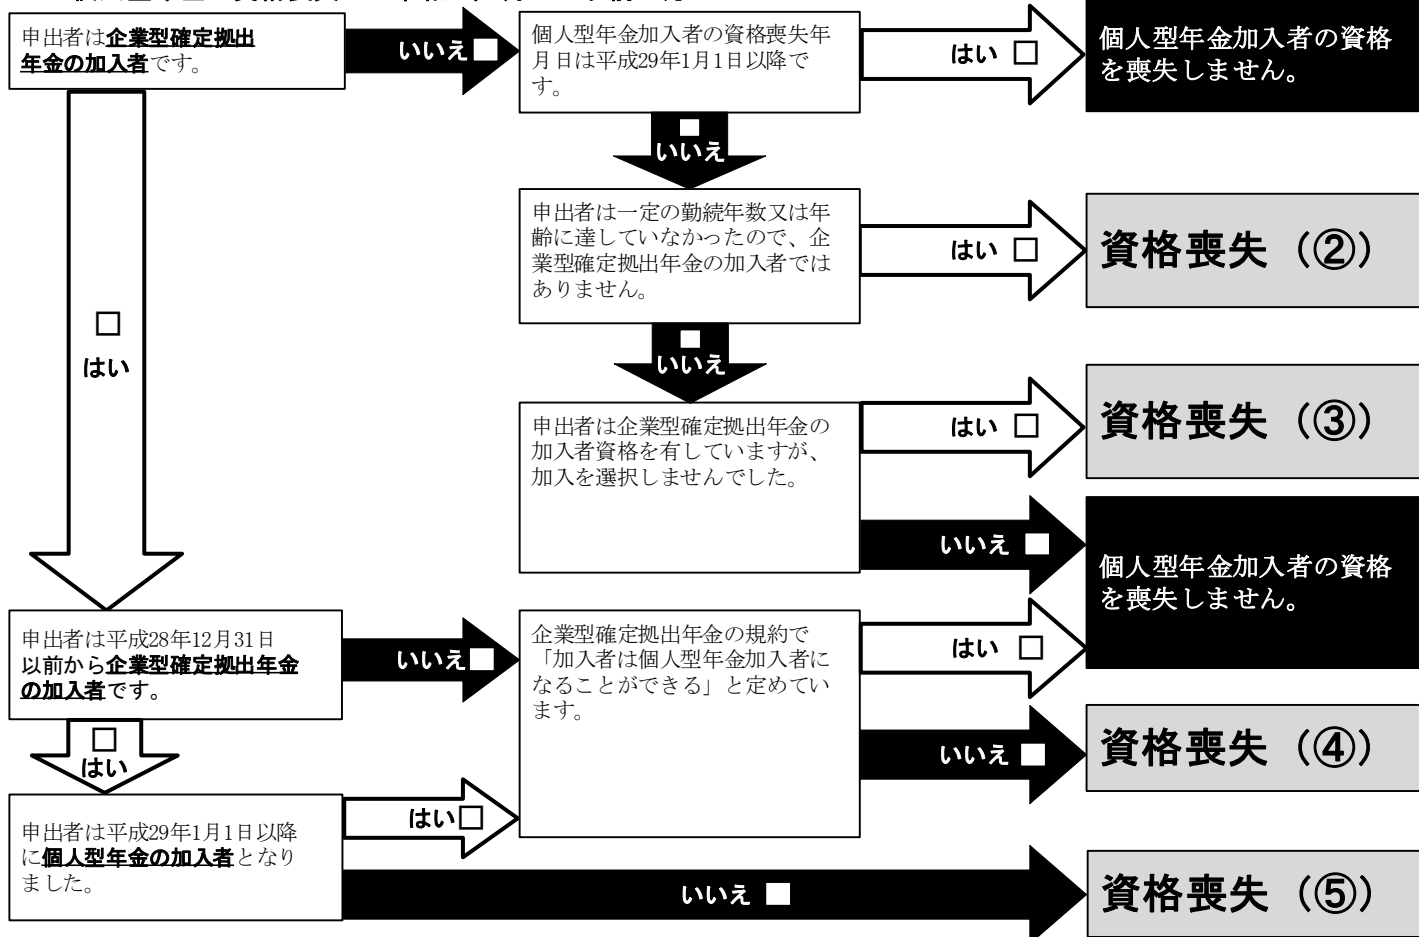 申出者は企業型確定拠出
年金の加入者です。
いいえ
個人型年金加入者の資格喪失年
月日は平成29年1月1日以降で
す。
はい
個人型年金加入者の資格
を喪失しません。
いいえ
申出者は一定の勤続年数又は年
齢に達していなかったので、企
業型確定拠出年金の加入者では
ありません。
はい
資格喪失（②）
いいえ
はい
申出者は企業型確定拠出年金の
加入者資格を有していますが、
加入を選択しませんでした。
はい
資格喪失（③）
いいえ
個人型年金加入者の資格
を喪失しません。
申出者は平成28年12月31日
以前から企業型確定拠出年金
の加入者です。
いいえ
企業型確定拠出年金の規約で
「加入者は個人型年金加入者に
なることができる」と定めてい
ます。
はい
いいえ
資格喪失（④）
はい
申出者は平成29年1月1日以降
に個人型年金の加入者となり
ました。
はい
いいえ
資格喪失（⑤）